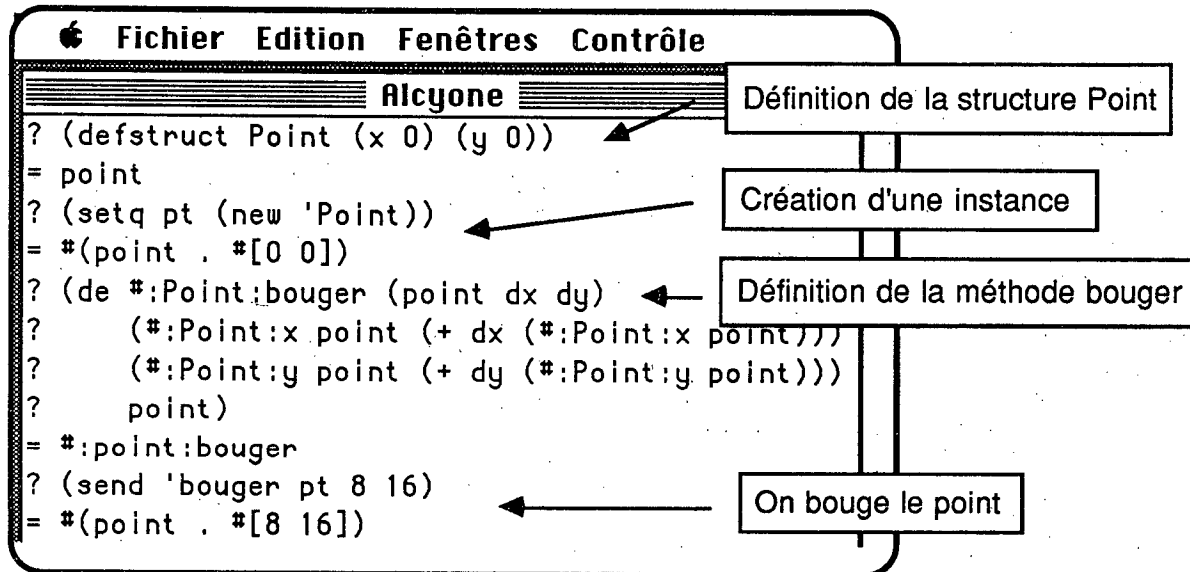 Fichier Edition Fenêtres Contrôle
Alcyone
Définition de la structure Point
? (defstruct Point (x 0) (y 0))
= point
Création d'une instance
? (setq pt (new 'Point))
= #(point . #[0 0])
? (de #:Point:bouger (point dx dy)
Définition de la méthode bouger
? (#:Point:x point (+ dx (#:Point:x point)))
? (#:Point:y point (+ dy (#:Point:y point)))
? point)
= #:point:bouger
? (send 'bouger pt 8 16)
On bouge le point
= #(point . #[8 16])